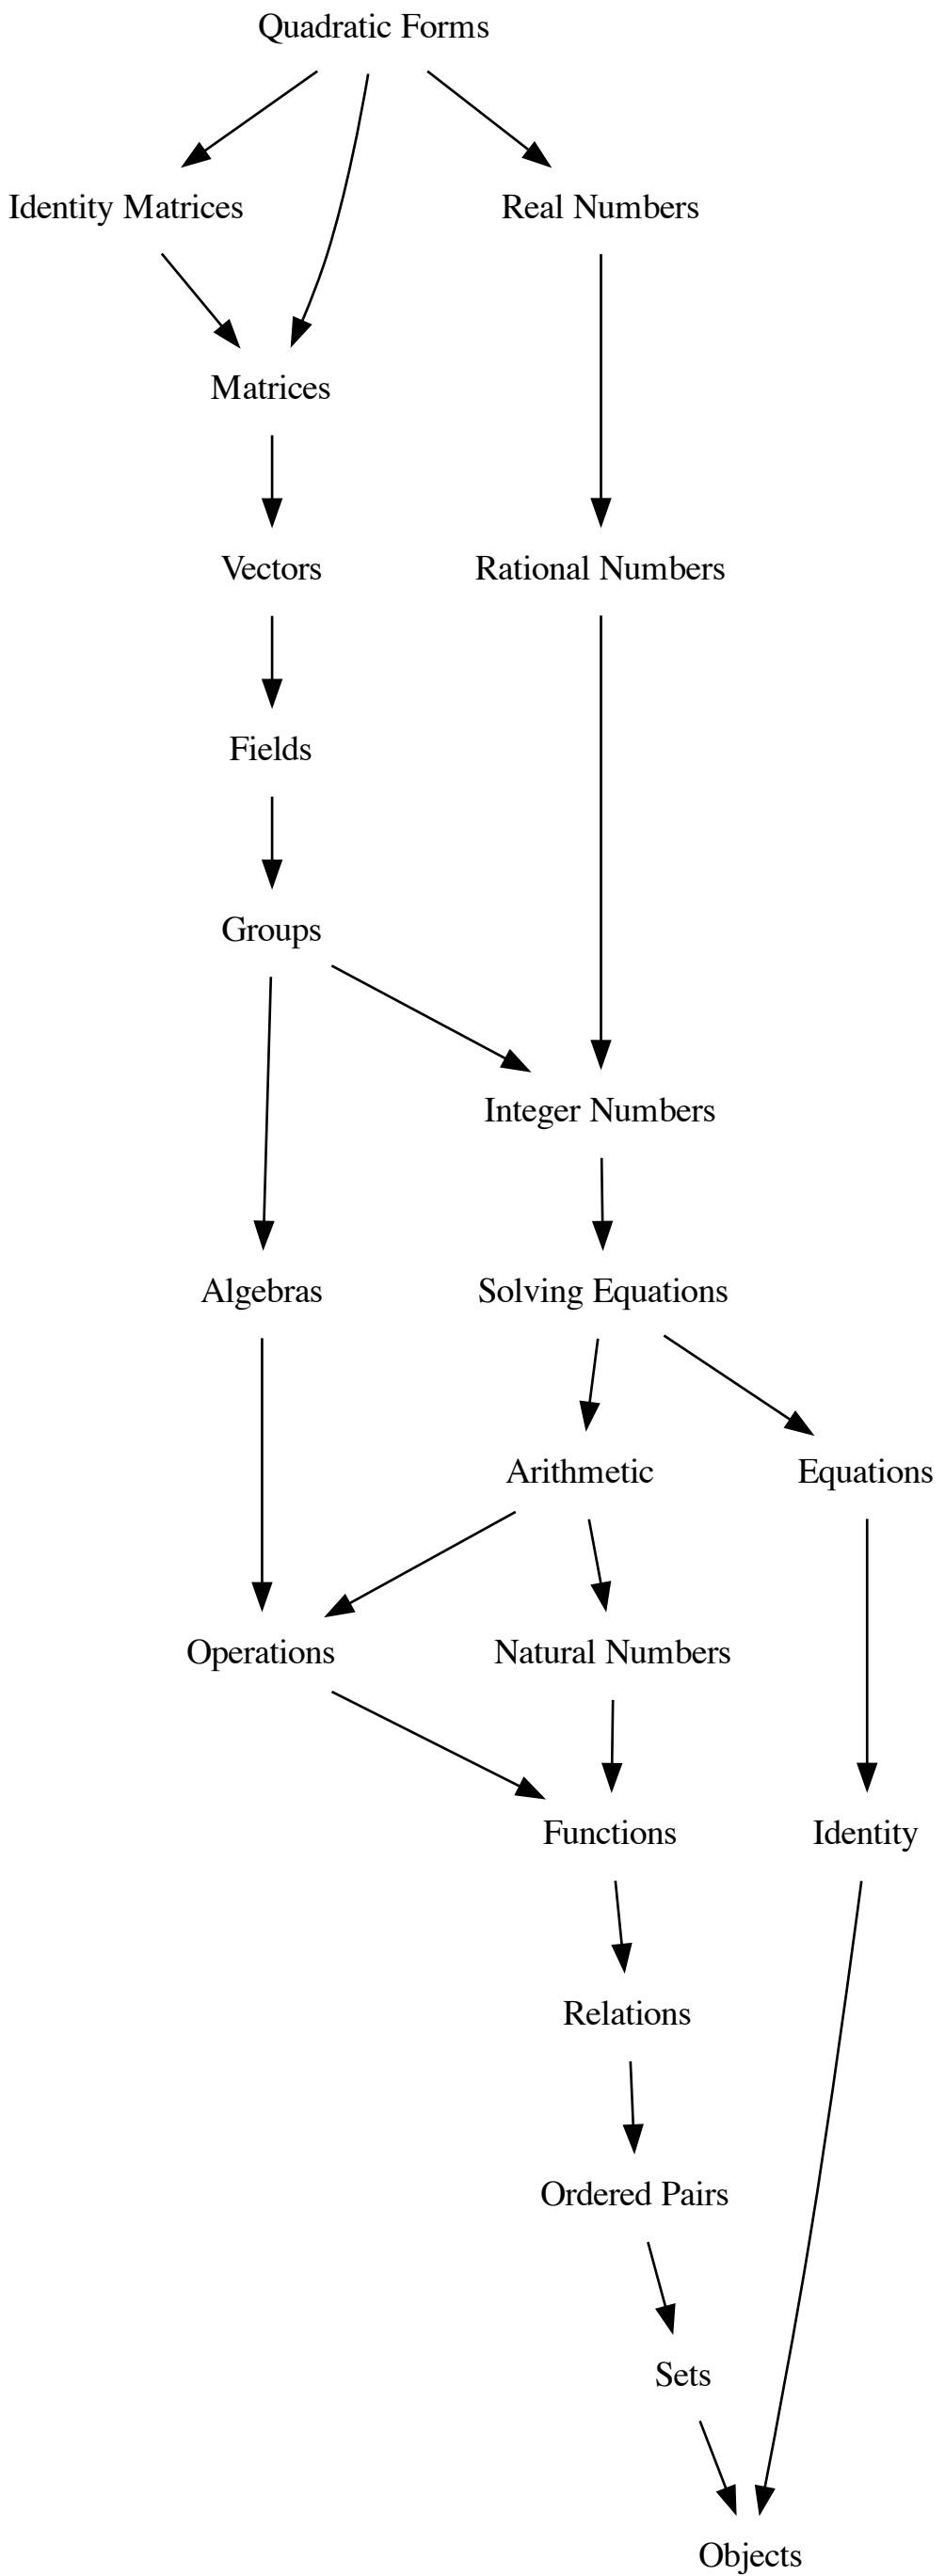 Quadratic Forms
Identity Matrices
Real Numbers
Matrices
Vectors
Rational Numbers
Fields
Groups
Integer Numbers
Algebras
Solving Equations
Arithmetic
Equations
Operations
Natural Numbers
Functions
Identity
Relations
Ordered Pairs
Sets
Objects